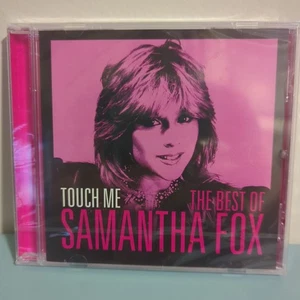 TOUCH ME
THE BEST OF
SAMANTHA FOX